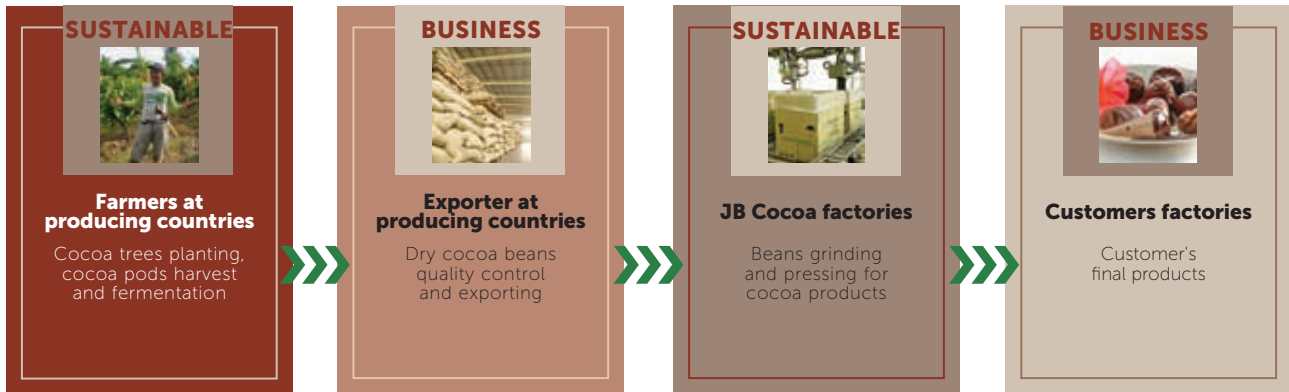 SUSTAINABLE
Farmers at
producing countries
Cocoa trees planting,
cocoa pods harvest
and fermentation
BUSINESS
Exporter at
producing countries
Dry cocoa beans
quality control
and exporting
SUSTAINABLE
JB Cocoa factories
Beans grinding
and pressing for
cocoa products
BUSINESS
Customers factories
Customer's
final products